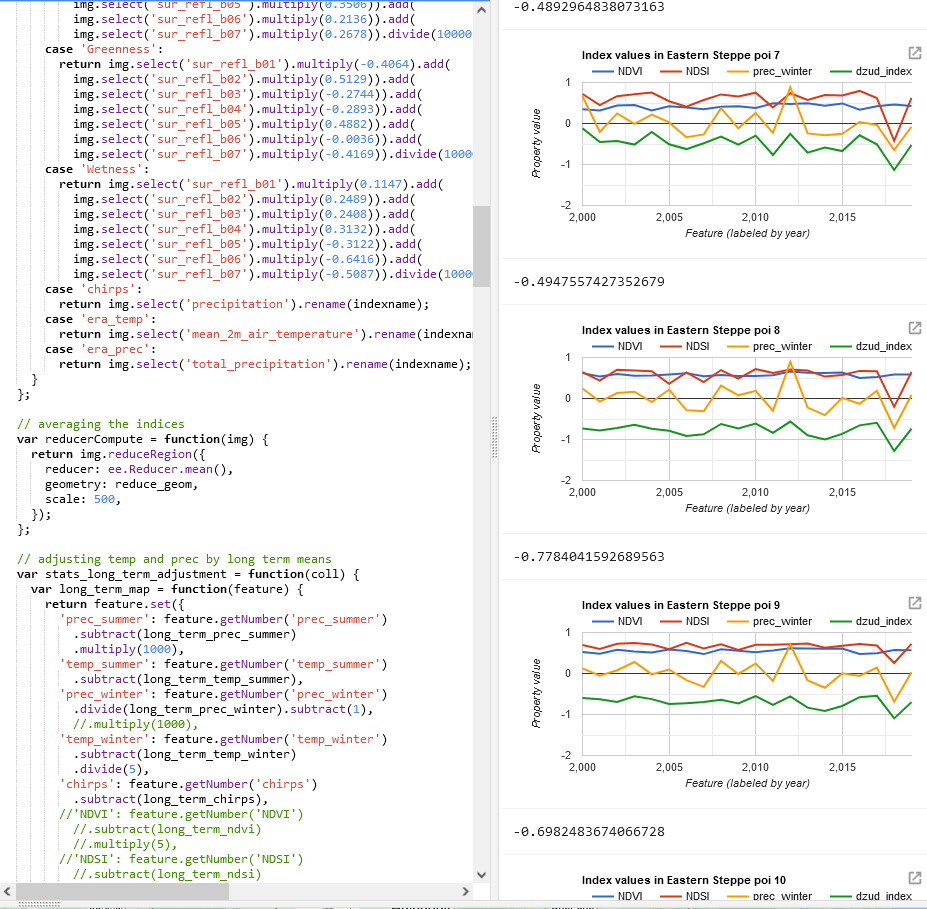 img.select('sur_refl_b05').multiply(0.3506)).add(
img.select('sur_refl_b06').multiply(0.2136)).add(
img.select('sur_refl_b07').multiply(0.2678)).divide(10000
case 'Greenness':
return img.select('sur_refl_b01').multiply(-0.4064).add(
img.select('sur_refl_b02').multiply(0.5129)).add(
img.select('sur_refl_b03').multiply(-0.2744)).add(
img.select('sur_refl_b04').multiply(-0.2893)).add(
img.select('sur_refl_b05').multiply(0.4882)).add(
img.select('sur_refl_b06').multiply(-0.0036)).add(
img.select('sur_refl_b07').multiply(-0.4169)).divide(1000
case 'Wetness':
return img.select('sur_refl_b01').multiply(0.1147).add(
img.select('sur_refl_b02').multiply(0.2489)).add(
img.select('sur_refl_b03').multiply(0.2408)).add(
img.select('sur_refl_b04').multiply(0.3132)).add(
img.select('sur_refl_b05').multiply(-0.3122)).add(
img.select('sur_refl_b06').multiply(-0.6416)).add(
img.select('sur_refl_b07').multiply(-0.5087)).divide(1000
case 'chirps':
return img.select('precipitation').rename(indexname);
case 'era_temp':
return img.select('mean_2m_air_temperature').rename(indexna
case 'era_prec':
return img.select('total_precipitation').rename(indexname);
}
};
// averaging the indices
var reducerCompute = function(img) {
return img.reduceRegion({
reducer: ee.Reducer.mean(),
geometry: reduce_geom,
scale: 500,
});
};
// adjusting temp and prec by long term means
var stats_long_term_adjustment = function(coll) {
var long_term_map = function(feature) {
return feature.set({
'prec_summer': feature.getNumber('prec_summer')
.subtract(long_term_prec_summer)
.multiply(1000),
'temp_summer': feature.getNumber('temp_summer')
.subtract(long_term_temp_summer),
'prec_winter': feature.getNumber('prec_winter')
.divide(long_term_prec_winter).subtract(1),
//.multiply(1000),
'temp_winter': feature.getNumber('temp_winter')
.subtract(long_term_temp_winter)
.divide(5),
'chirps': feature.getNumber('chirps')
.subtract(long_term_chirps),
//'NDVI': feature.getNumber('NDVI')
//.subtract(long_term_ndvi)
//.multiply(5),
//'NDSI': feature.getNumber('NDSI')
//.subtract(long_term_ndsi)
-0.4892964838073163
Index values in Eastern Steppe poi 7
NDVI NDSI prec_winter dzud_index
1
0
-1
-2
Property value
2,000 2,005 2,010 2,015
Feature (labeled by year)
-0.4947557427352679
Index values in Eastern Steppe poi 8
NDVI NDSI prec_winter dzud_index
1
0
-1
-2
Property value
2,000 2,005 2,010 2,015
Feature (labeled by year)
-0.7784041592689563
Index values in Eastern Steppe poi 9
NDVI NDSI prec_winter dzud_index
1
0
-1
-2
Property value
2,000 2,005 2,010 2,015
Feature (labeled by year)
-0.6982483674066728
Index values in Eastern Steppe poi 10
NDVI NDSI prec_winter dzud_index